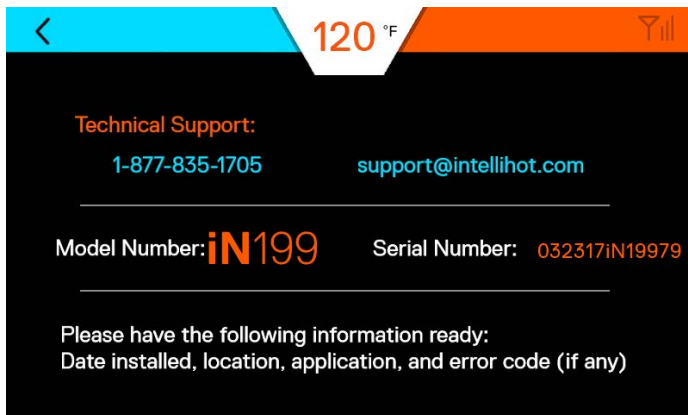 120 °F
Technical Support:
1-877-835-1705 support@intellihot.com
Model Number: iN199 Serial Number: 032317iN19979
Please have the following information ready:
Date installed, location, application, and error code (if any)